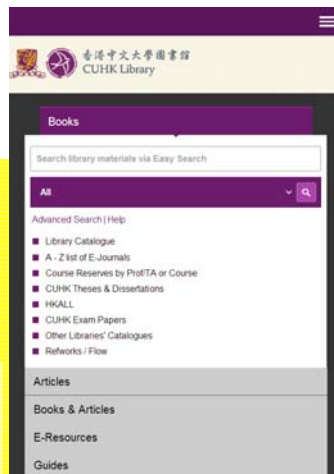 香港中文大學圖書館
CUHK Library
Books
Search library materials via Easy Search
All
Advanced Search | Help
Library Catalogue
A - Z list of E-Journals
Course Reserves by Prof/TA or Course
CUHK Theses & Dissertations
HKALL
CUHK Exam Papers
Other Libraries' Catalogues
Refworks / Flow
Articles
Books & Articles
E-Resources
Guides